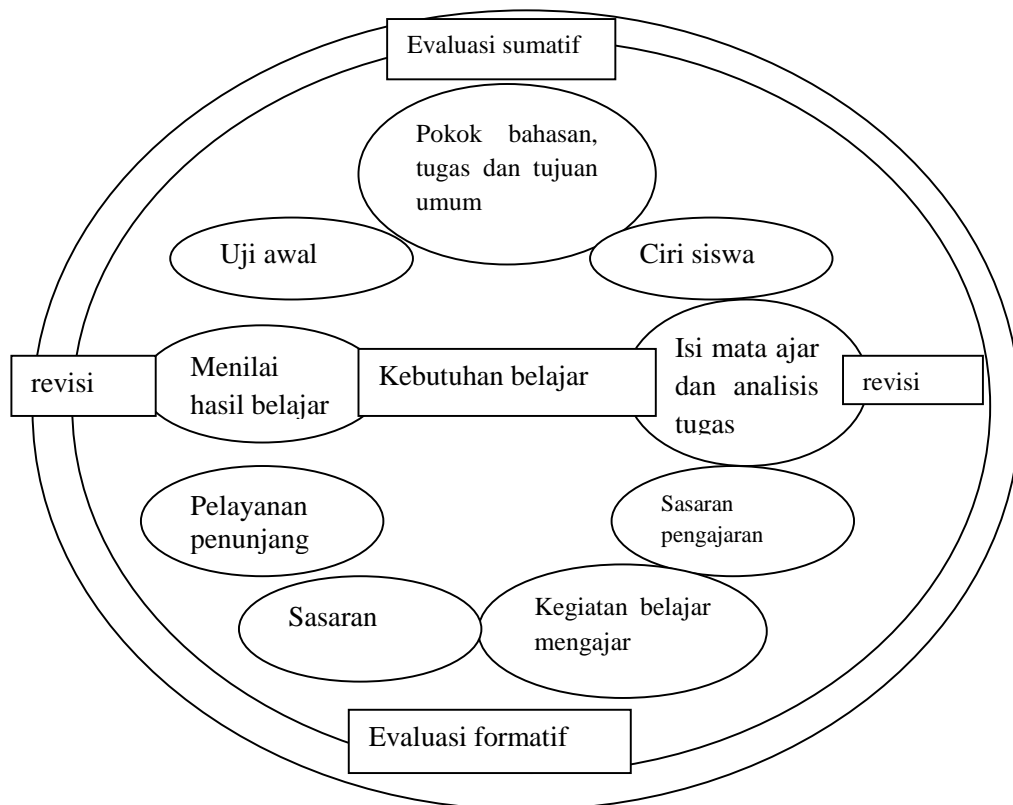 Evaluasi sumatif
Pokok bahasan,
tugas dan tujuan
umum
Uji awal
Ciri siswa
revisi
Menilai
hasil belajar
Kebutuhan belajar
Isi mata ajar
dan analisis
tugas
revisi
Pelayanan
penunjang
Sasaran
pengajaran
Sasaran
Kegiatan belajar
mengajar
Evaluasi formatif